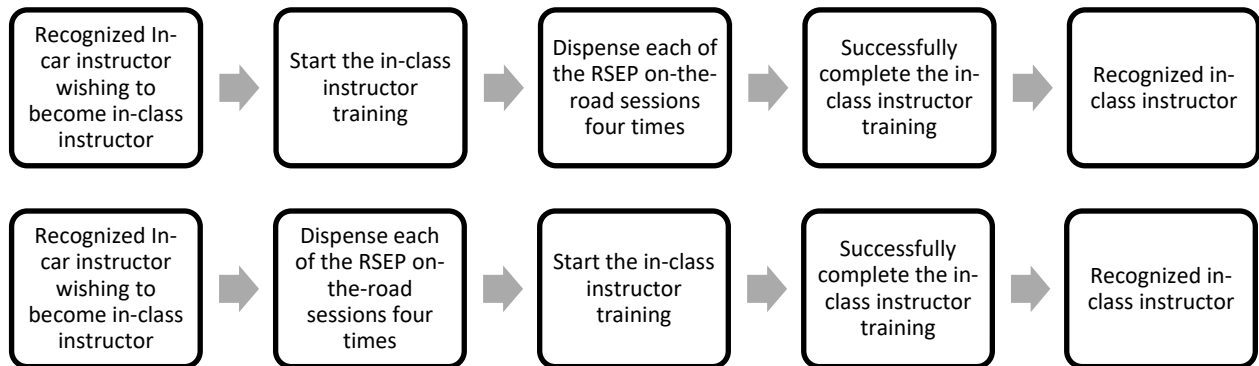 Recognized In-
car instructor
wishing to
become in-class
instructor
Start the in-class
instructor
training
Dispense each of
the RSEP on-the-
road sessions
four times
Successfully
complete the in-
class instructor
training
Recognized in-
class instructor
Recognized In-
car instructor
wishing to
become in-class
instructor
Dispense each
of the RSEP on-
the-road
sessions four
times
Start the in-class
instructor
training
Successfully
complete the in-
class instructor
training
Recognized in-
class instructor